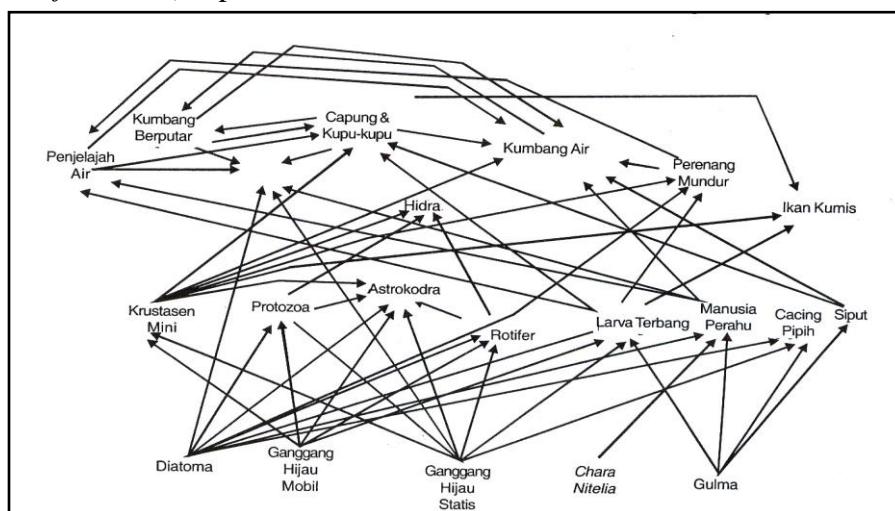 Kumbang
Berputar
Capung &
Kupu-kupu
Kumbang Air
Penjelajah
Air
Perenang
Mundur
Ikan Kumis
Hidra
Krustasen
Mini
Protozoa
Astrokodra
Rotifer
Larva Terbang
Manusia
Perahu
Cacing
Pipih
Siput
Diatoma
Ganggang
Hijau
Mobil
Ganggang
Hijau
Statis
Chara
Nitelia
Gulma